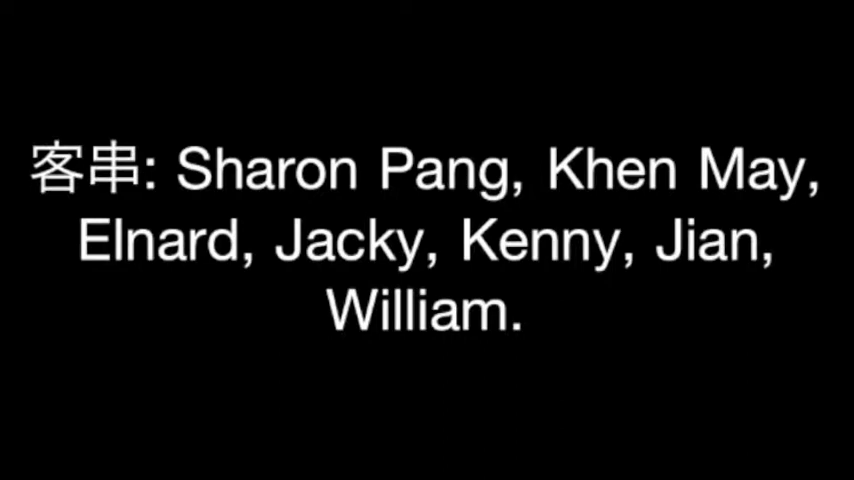 客串: Sharon Pang, Khen May,
Elnard, Jacky, Kenny, Jian,
William.